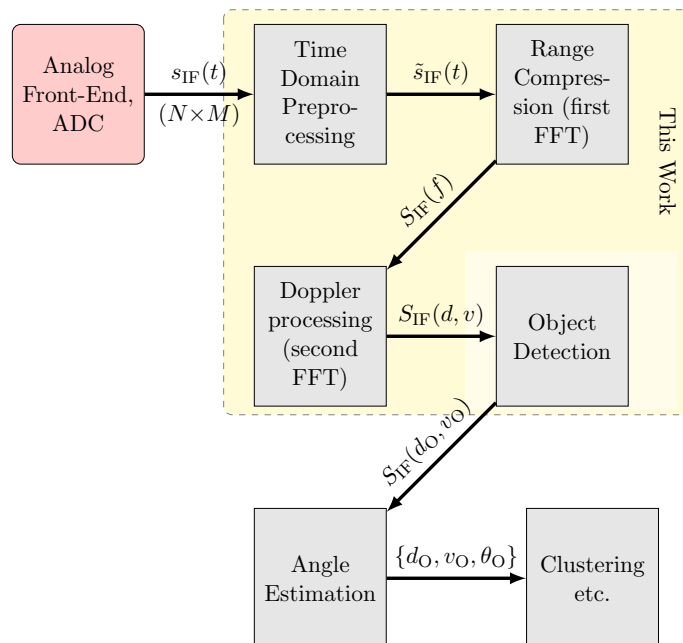 Analog
Front-End,
ADC
s_IF(t)
(N×M)
Time
Domain
Prepro-
cessing
s̃_IF(t)
Range
Compres-
sion (first
FFT)
This Work
S_IF(f)
Doppler
processing
(second
FFT)
S_IF(d, v)
Object
Detection
S_IF(d_O, v_O)
Angle
Estimation
{d_O, v_O, θ_O}
Clustering
etc.